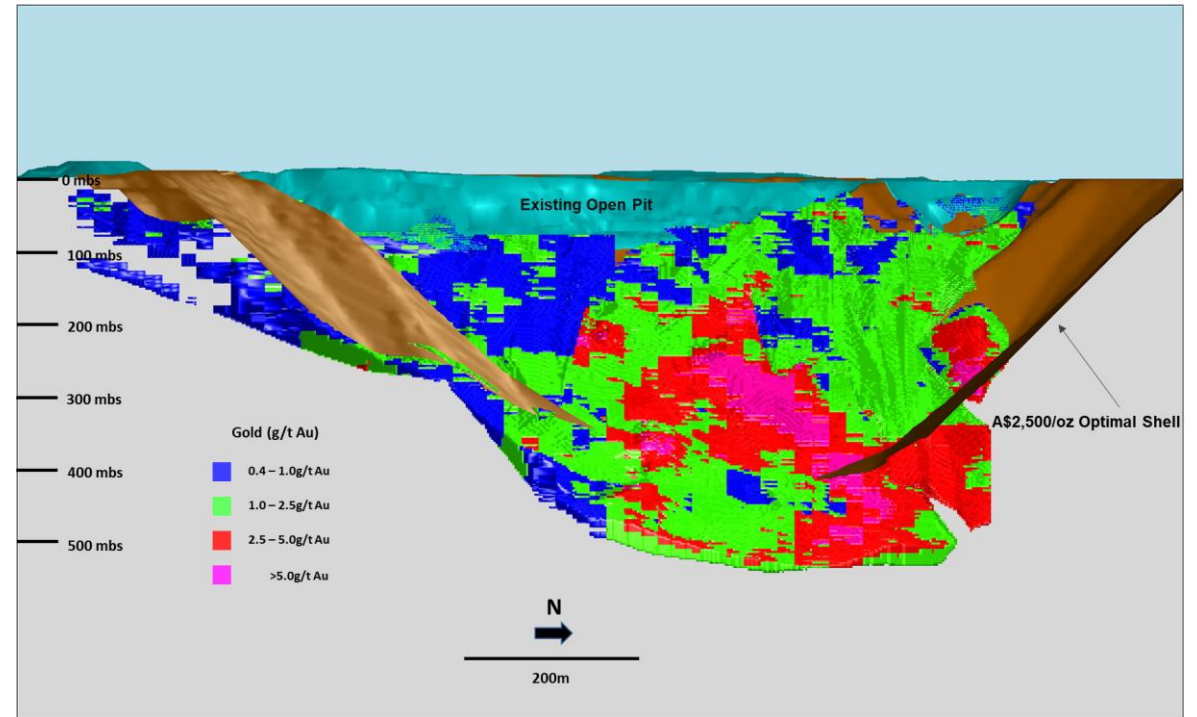 0 mbs
Existing Open Pit
100 mbs
200 mbs
300 mbs
A$2,500/oz Optimal Shell
Gold (g/t Au)
400 mbs
0.4 – 1.0g/t Au
1.0 – 2.5g/t Au
500 mbs
2.5 – 5.0g/t Au
>5.0g/t Au
N
200m